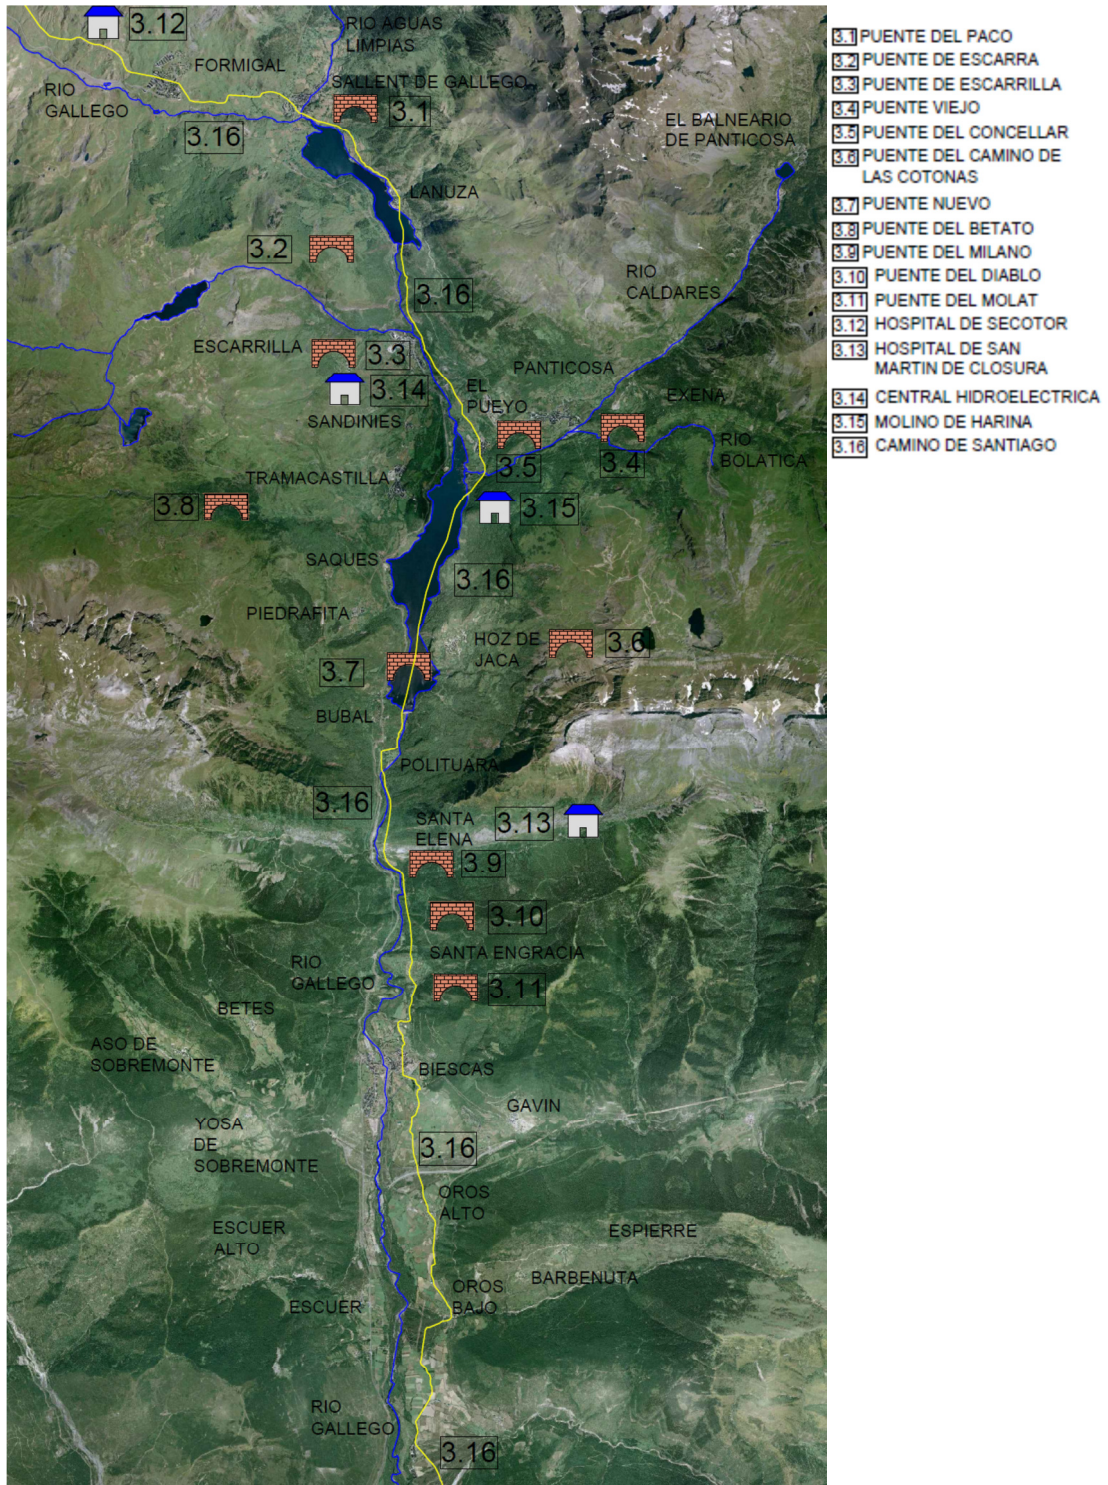 3.12
RIO AGUAS
LIMPIAS
FORMIGAL
SALLENT DE GALLEGO
RIO
GALLEGO
3.1
3.16
EL BALNEARIO
DE PANTICOSA
LANUZA
3.2
RIO
CALDARES
3.16
ESCARRILLA
3.3
PANTICOSA
3.14
EL
PUEYO
EXENA
SANDINIES
RIO
BOLATICA
3.5
3.4
TRAMACASTILLA
3.8
3.15
SAQUES
3.16
PIEDRAFITA
HOZ DE
JACA
3.6
3.7
BUBAL
POLITUARA
3.16
SANTA
ELENA
3.13
3.9
3.10
SANTA ENGRACIA
RIO
GALLEGO
3.11
BETES
ASO DE
SOBREMONTE
BIESCAS
GAVIN
YOSA
DE
SOBREMONTE
3.16
OROS
ALTO
ESCUER
ALTO
ESPIERRE
BARBENUTA
OROS
BAJO
ESCUER
RIO
GALLEGO
3.16
3.1 PUENTE DEL PACO
3.2 PUENTE DE ESCARRA
3.3 PUENTE DE ESCARRILLA
3.4 PUENTE VIEJO
3.5 PUENTE DEL CONCELLAR
3.6 PUENTE DEL CAMINO DE
LAS COTONAS
3.7 PUENTE NUEVO
3.8 PUENTE DEL BETATO
3.9 PUENTE DEL MILANO
3.10 PUENTE DEL DIABLO
3.11 PUENTE DEL MOLAT
3.12 HOSPITAL DE SECOTOR
3.13 HOSPITAL DE SAN
MARTIN DE CLOSURA
3.14 CENTRAL HIDROELECTRICA
3.15 MOLINO DE HARINA
3.16 CAMINO DE SANTIAGO